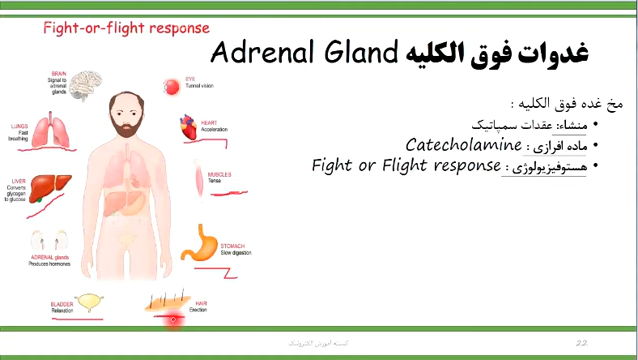 Fight-or-flight response
غدوات فوق الکلیه Adrenal Gland
BRAIN
Signal to
adrenal
glands
EYE
Tunnel vision
LUNGS
Fast
breathing
HEART
Acceleration
LIVER
Converts
glycogen
to glucose
MUSCLES
Tense
ADRENAL glands
Produces hormones
STOMACH
Slow digestion
BLADDER
Relaxation
HAIR
Erection
مخ غده فوق الکلیه :
• منشاء: عقدات سمپاتیک
• ماده افرازی : Catecholamine
• هستوفیزیولوژی : Fight or Flight response
22